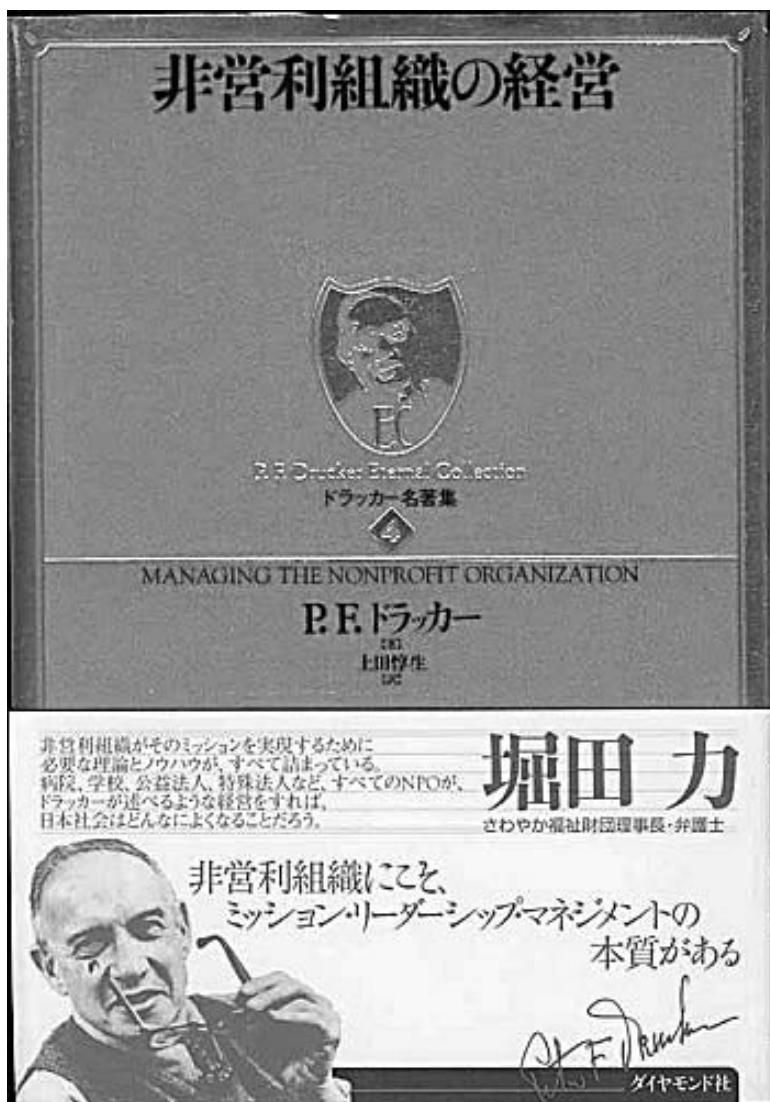 非営利組織の経営
EC
P. F. Drucker Eternal Collection
ドラッカー名著集
4
MANAGING THE NONPROFIT ORGANIZATION
P. F. ドラッカー
[著]
上田惇生
[訳]
非営利組織がそのミッションを実現するために
必要な理論とノウハウが、すべて詰まっている。
病院、学校、公益法人、特殊法人など、すべてのNPOが、
ドラッカーが述べるような経営をすれば、
日本社会はどんなによくなることだろう。
堀田 力
さわやか福祉財団理事長・弁護士
非営利組織にこそ、
ミッション・リーダーシップ・マネジメントの
本質がある
Peter F. Drucker
ダイヤモンド社